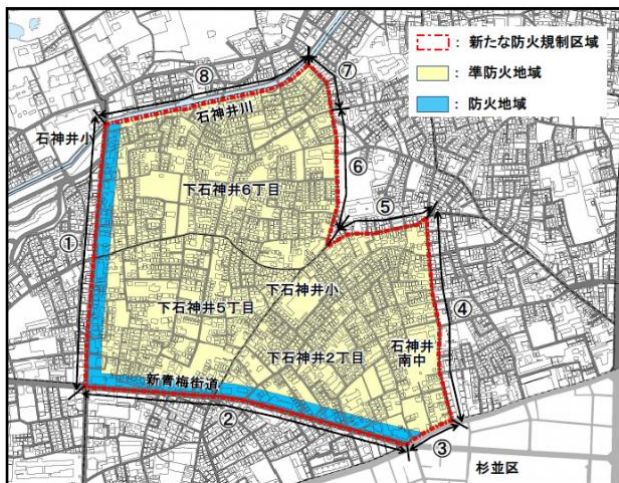 ：新たな防火規制区域
：準防火地域
：防火地域
⑧
⑦
石神井川
石神井小
⑥
下石神井6丁目
⑤
①
下石神井小
④
下石神井5丁目
石神井
南中
下石神井2丁目
新青梅街道
②
③
杉並区